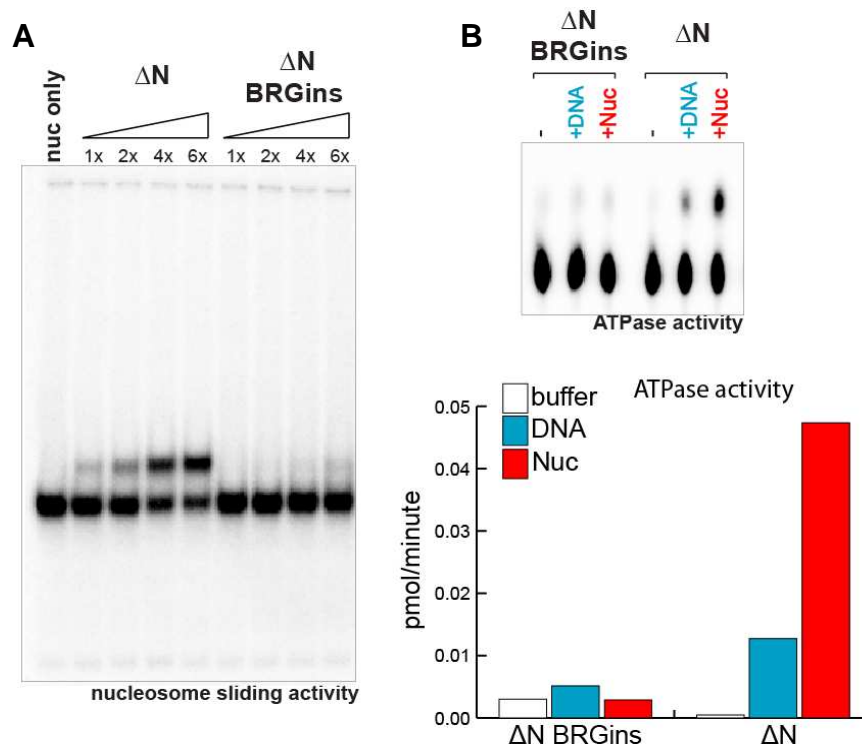 A
nuc only
ΔN
ΔN
BRGins
1x 2x 4x 6x 1x 2x 4x 6x
nucleosome sliding activity
B
ΔN
BRGins
ΔN
- +DNA +Nuc - +DNA +Nuc
ATPase activity
ATPase activity
buffer
DNA
Nuc
pmol/minute
0.05
0.04
0.03
0.02
0.01
0.00
ΔN BRGins ΔN